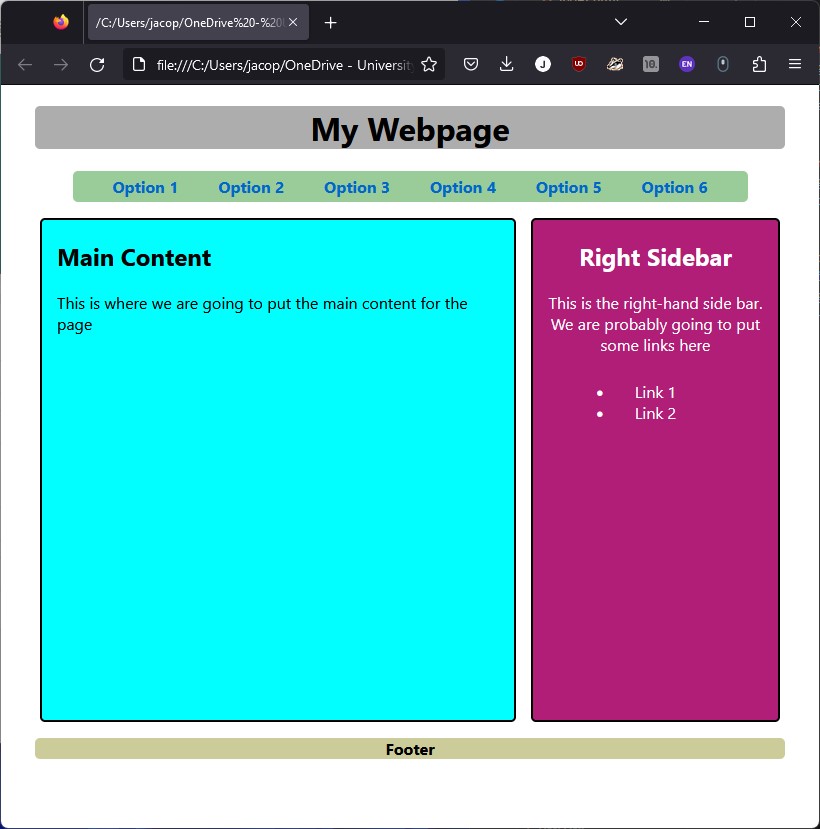 /C:/Users/jacop/OneDrive%20-%20U
file:///C:/Users/jacop/OneDrive - University
J
UD
10.
EN
My Webpage
Option 1 Option 2 Option 3 Option 4 Option 5 Option 6
Main Content
This is where we are going to put the main content for the
page
Right Sidebar
This is the right-hand side bar.
We are probably going to put
some links here
• Link 1
• Link 2
Footer